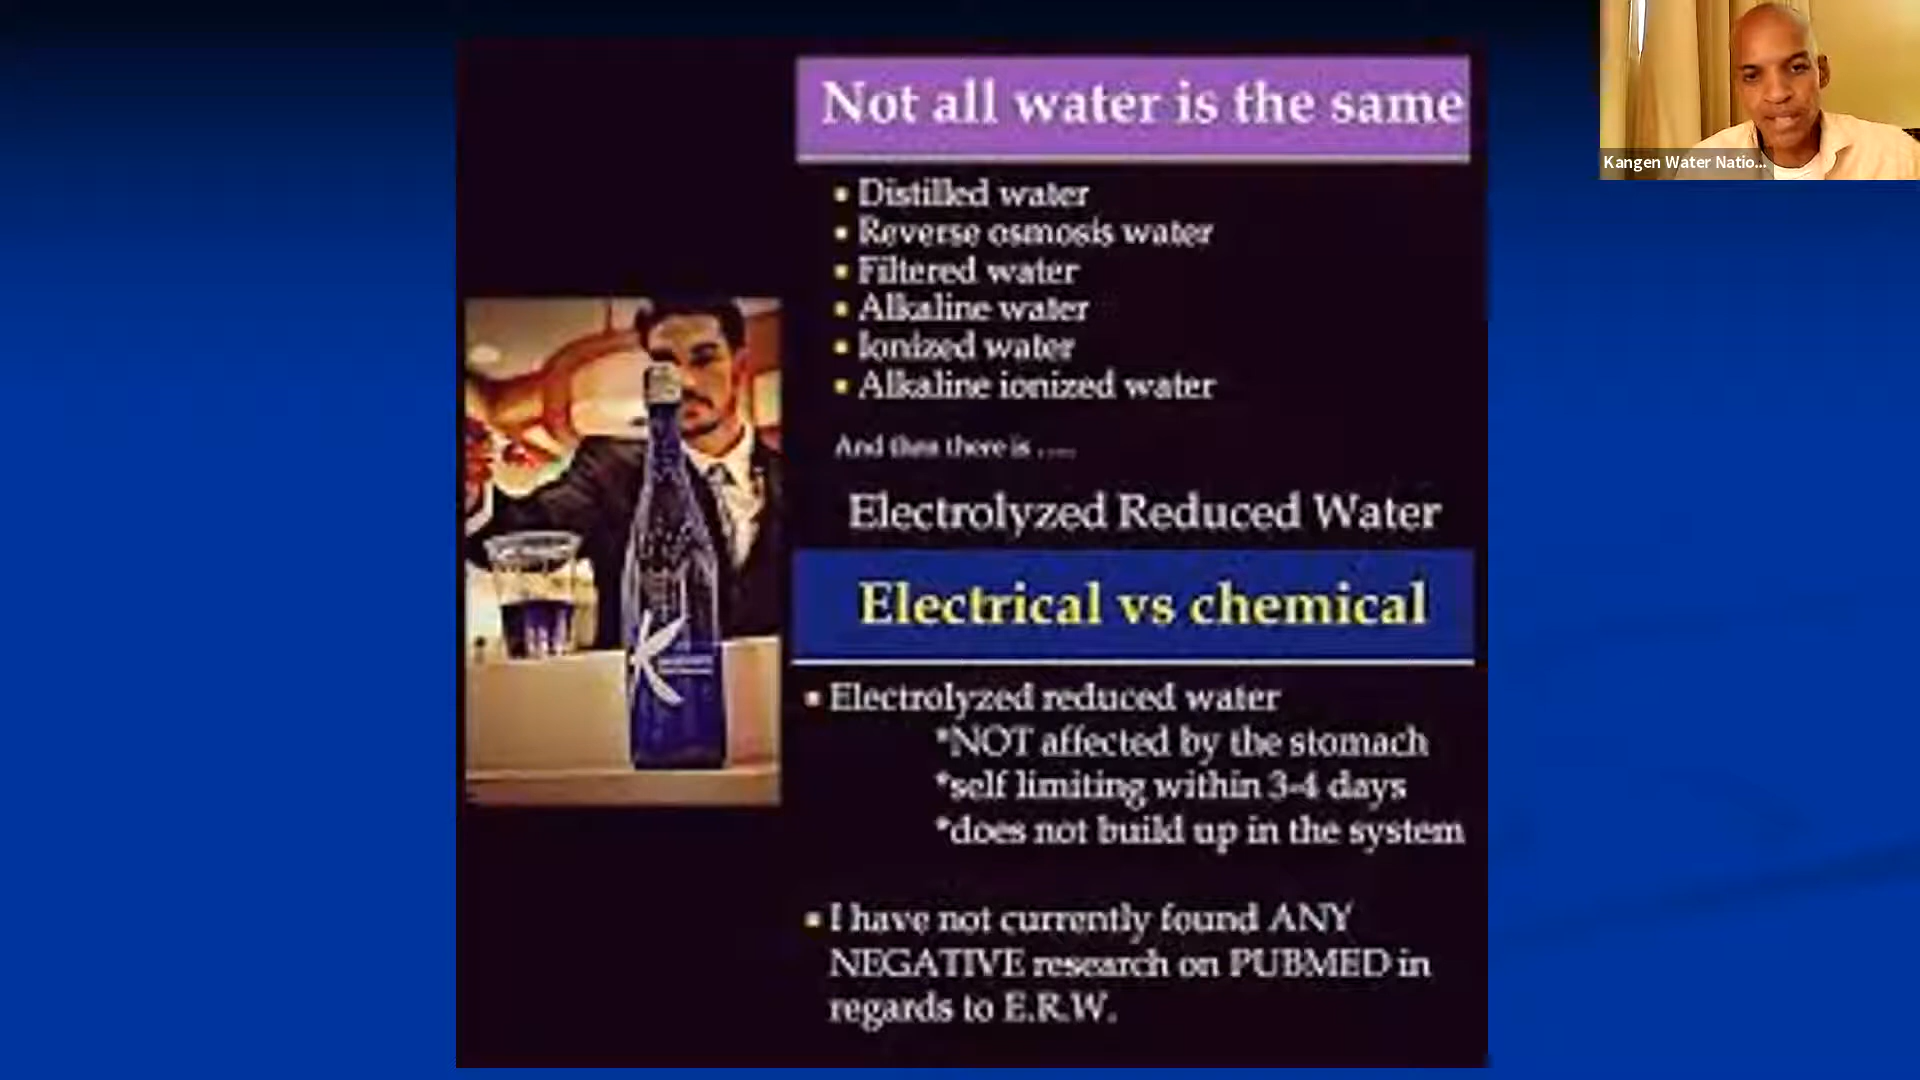 Not all water is the same
• Distilled water
• Reverse osmosis water
• Filtered water
• Alkaline water
• Ionized water
• Alkaline ionized water
And then there is .....
Electrolyzed Reduced Water
Electrical vs chemical
• Electrolyzed reduced water
*NOT affected by the stomach
*self limiting within 3-4 days
*does not build up in the system
• I have not currently found ANY
NEGATIVE research on PUBMED in
regards to E.R.W.
K
Kangen Water Natio...